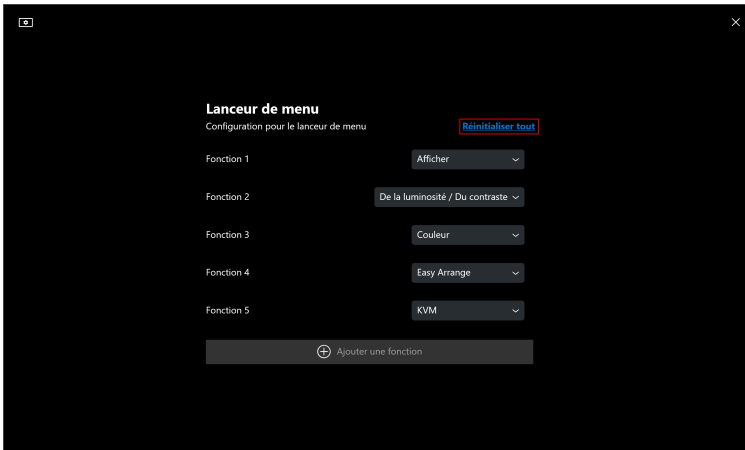 Lanceur de menu
Configuration pour le lanceur de menu Réinitialiser tout
Fonction 1 Afficher
Fonction 2 De la luminosité / Du contraste
Fonction 3 Couleur
Fonction 4 Easy Arrange
Fonction 5 KVM
Ajouter une fonction